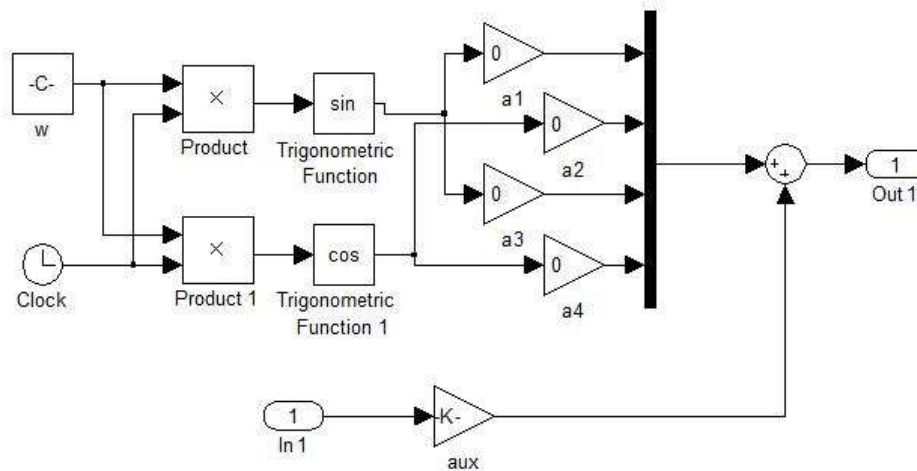 -C-
w
×
Product
sin
Trigonometric
Function
0
a1
0
a2
0
a3
0
a4
+
+
1
Out 1
Clock
×
Product 1
cos
Trigonometric
Function 1
1
In 1
-K-
aux